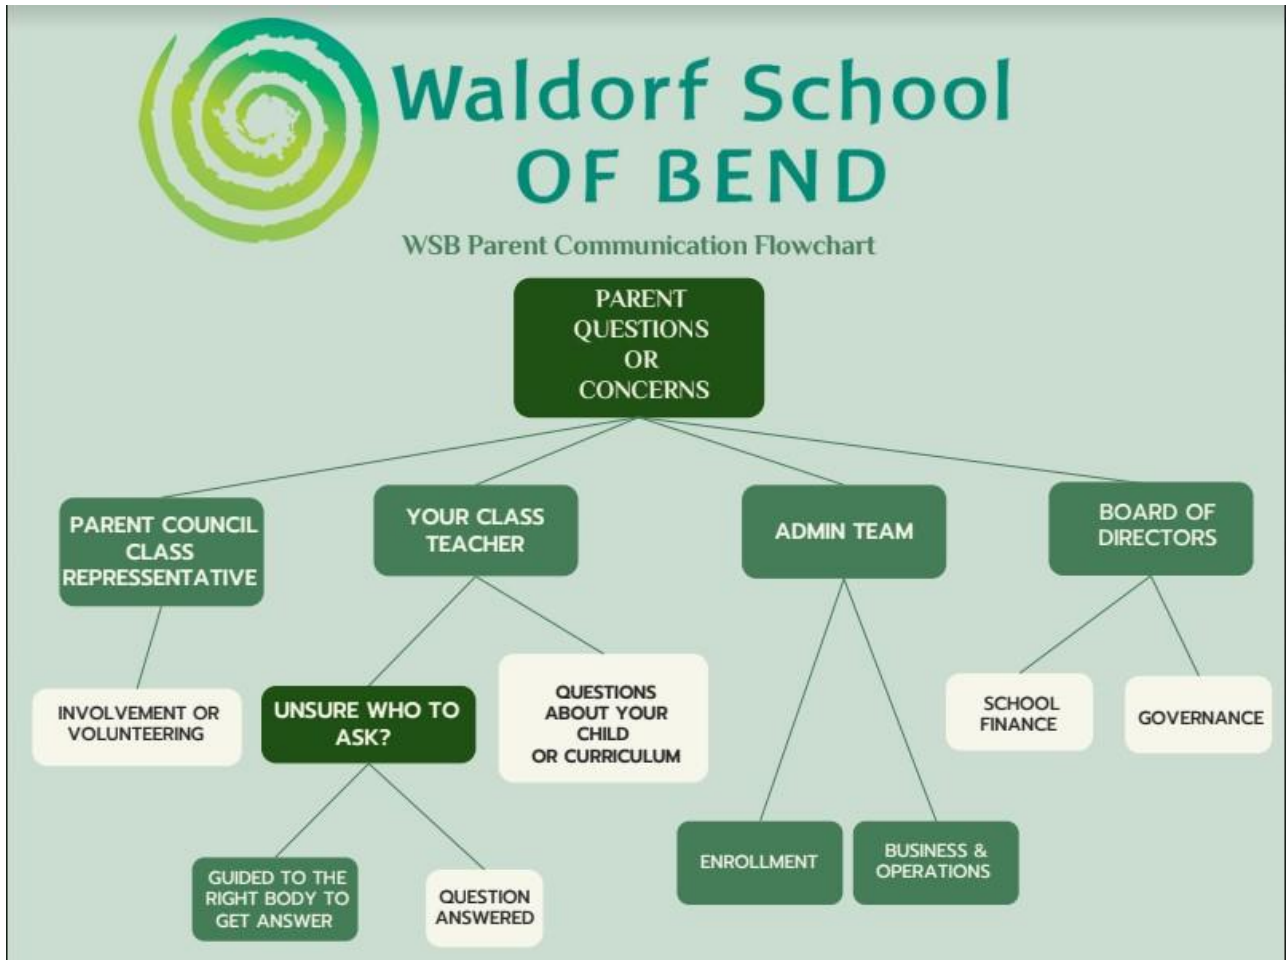 Waldorf School
OF BEND
WSB Parent Communication Flowchart
PARENT
QUESTIONS
OR
CONCERNS
PARENT COUNCIL
CLASS
REPRESSENTATIVE
YOUR CLASS
TEACHER
ADMIN TEAM
BOARD OF
DIRECTORS
INVOLVEMENT OR
VOLUNTEERING
UNSURE WHO TO
ASK?
QUESTIONS
ABOUT YOUR
CHILD
OR CURRICULUM
SCHOOL
FINANCE
GOVERNANCE
GUIDED TO THE
RIGHT BODY TO
GET ANSWER
QUESTION
ANSWERED
ENROLLMENT
BUSINESS &
OPERATIONS